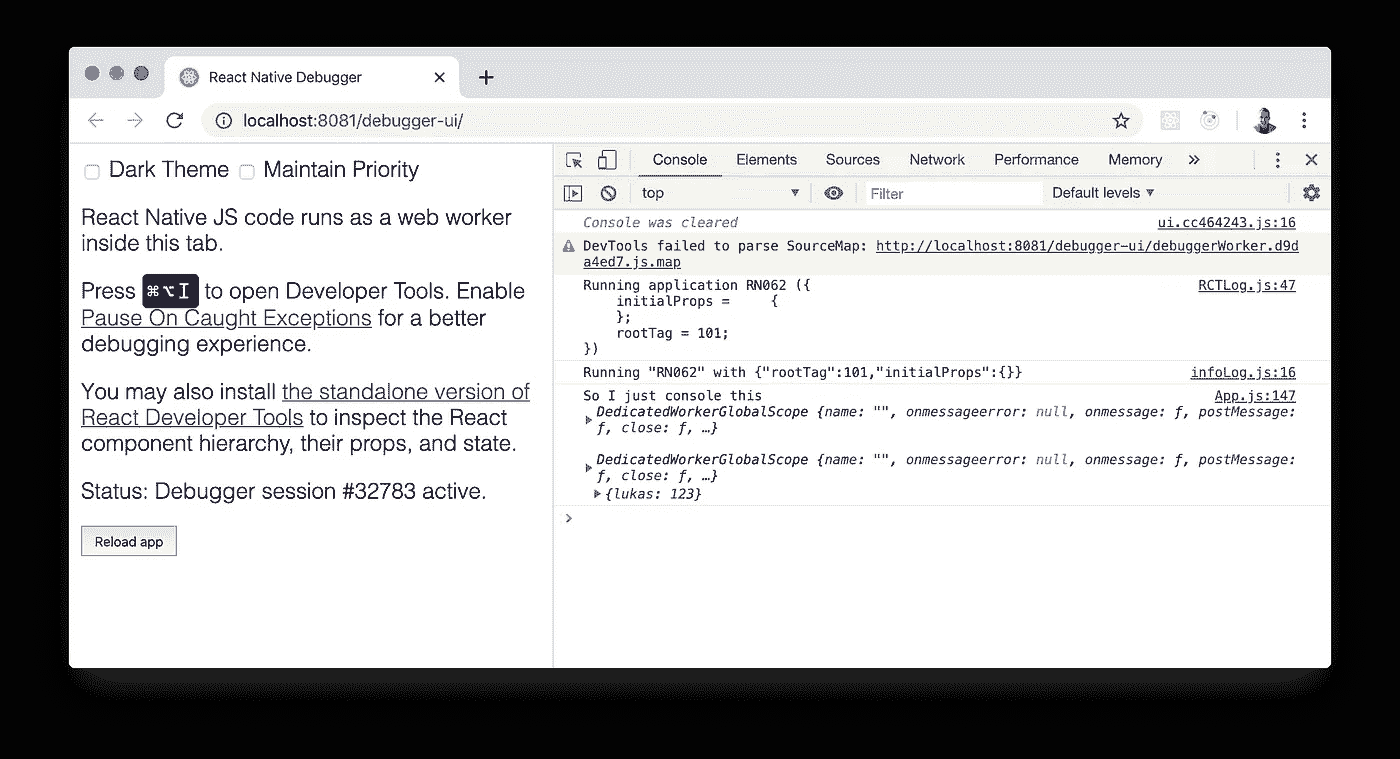 React Native Debugger
localhost:8081/debugger-ui/
Dark Theme Maintain Priority
React Native JS code runs as a web worker
inside this tab.
Press ⌘⌥I to open Developer Tools. Enable
Pause On Caught Exceptions for a better
debugging experience.
You may also install the standalone version of
React Developer Tools to inspect the React
component hierarchy, their props, and state.
Status: Debugger session #32783 active.
Reload app
Console Elements Sources Network Performance Memory »
top Filter Default levels
Console was cleared ui.cc464243.js:16
DevTools failed to parse SourceMap: http://localhost:8081/debugger-ui/debuggerWorker.d9d
a4ed7.js.map
Running application RN062 ({ RCTLog.js:47
initialProps = {
};
rootTag = 101;
})
Running "RN062" with {"rootTag":101,"initialProps":{}} infoLog.js:16
So I just console this App.js:147
DedicatedWorkerGlobalScope {name: "", onmessageerror: null, onmessage: ƒ, postMessage:
ƒ, close: ƒ, …}
DedicatedWorkerGlobalScope {name: "", onmessageerror: null, onmessage: ƒ, postMessage:
ƒ, close: ƒ, …}
{lukas: 123}